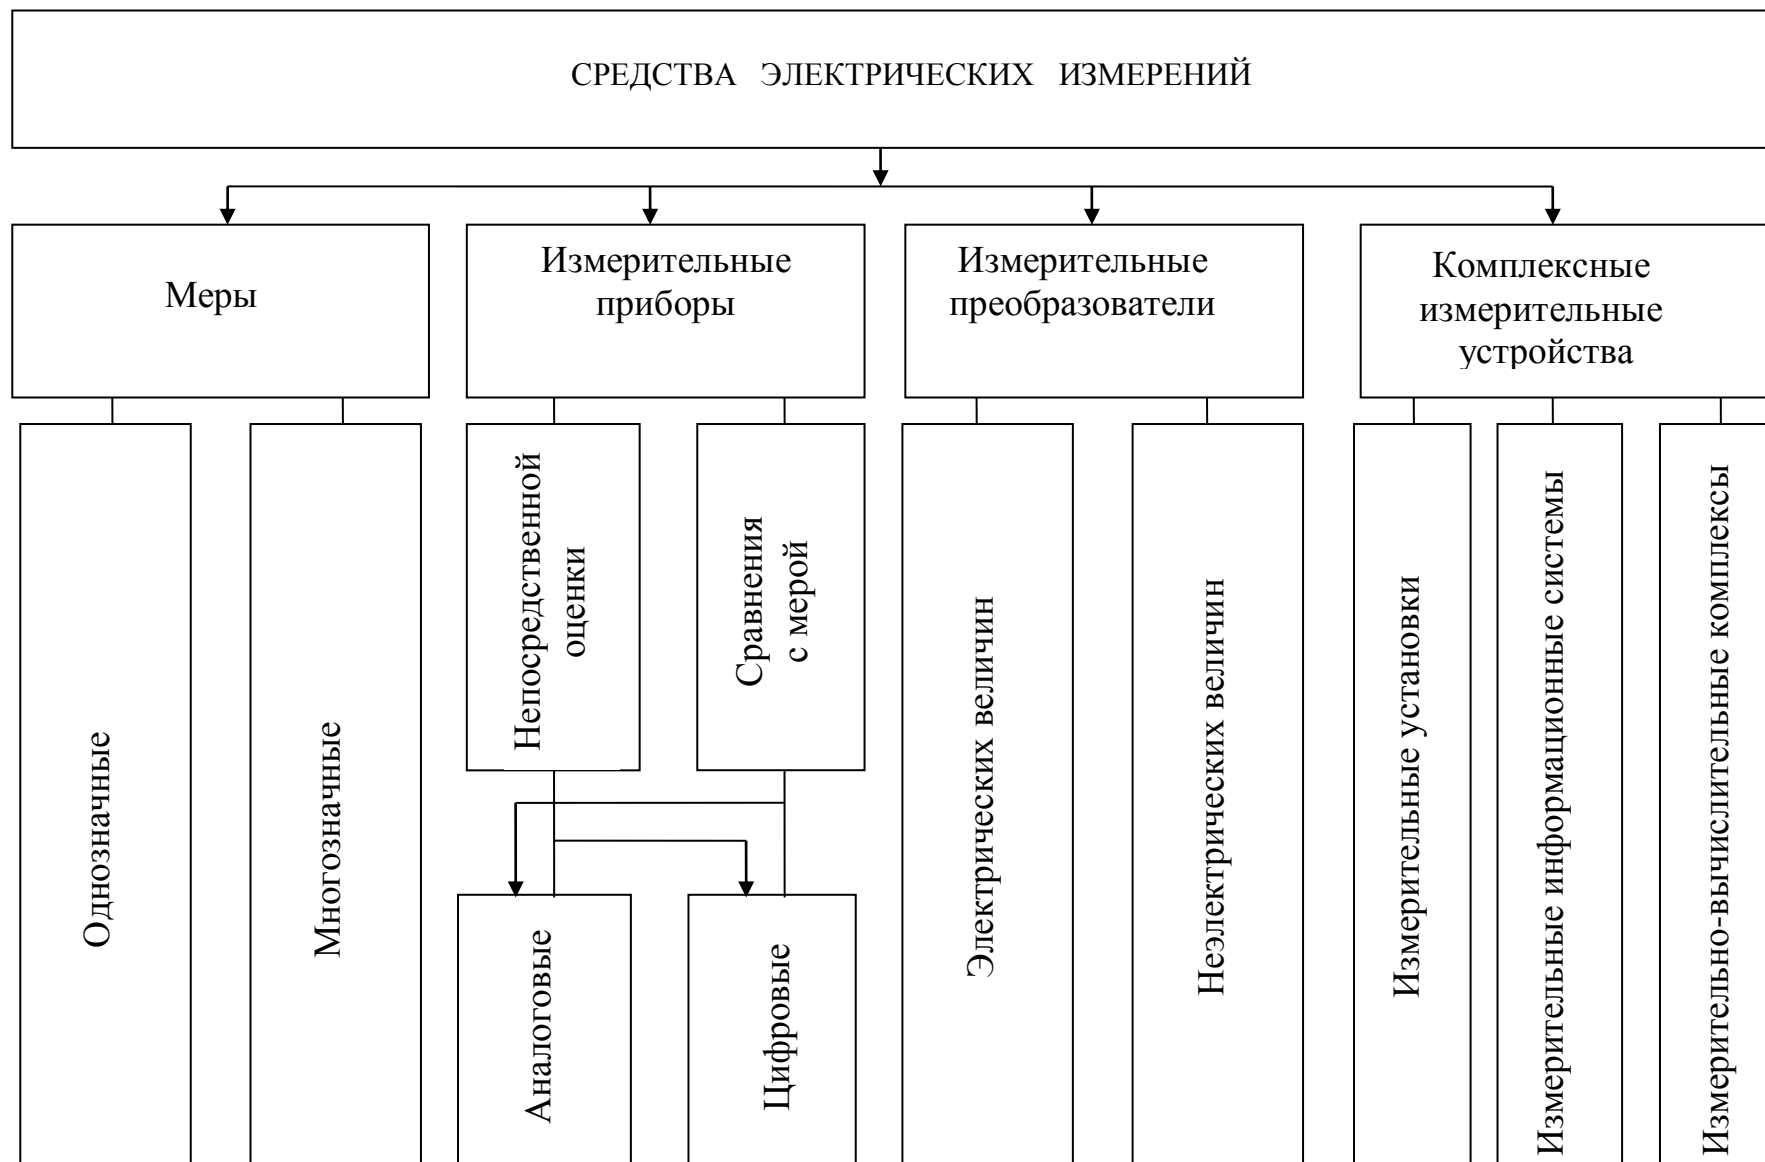 СРЕДСТВА ЭЛЕКТРИЧЕСКИХ ИЗМЕРЕНИЙ
Меры
Измерительные
приборы
Измерительные
преобразователи
Комплексные
измерительные
устройства
Однозначные
Многозначные
Непосредственной
оценки
Сравнения
с мерой
Аналоговые
Цифровые
Электрических величин
Неэлектрических величин
Измерительные установки
Измерительные информационные системы
Измерительно-вычислительные комплексы